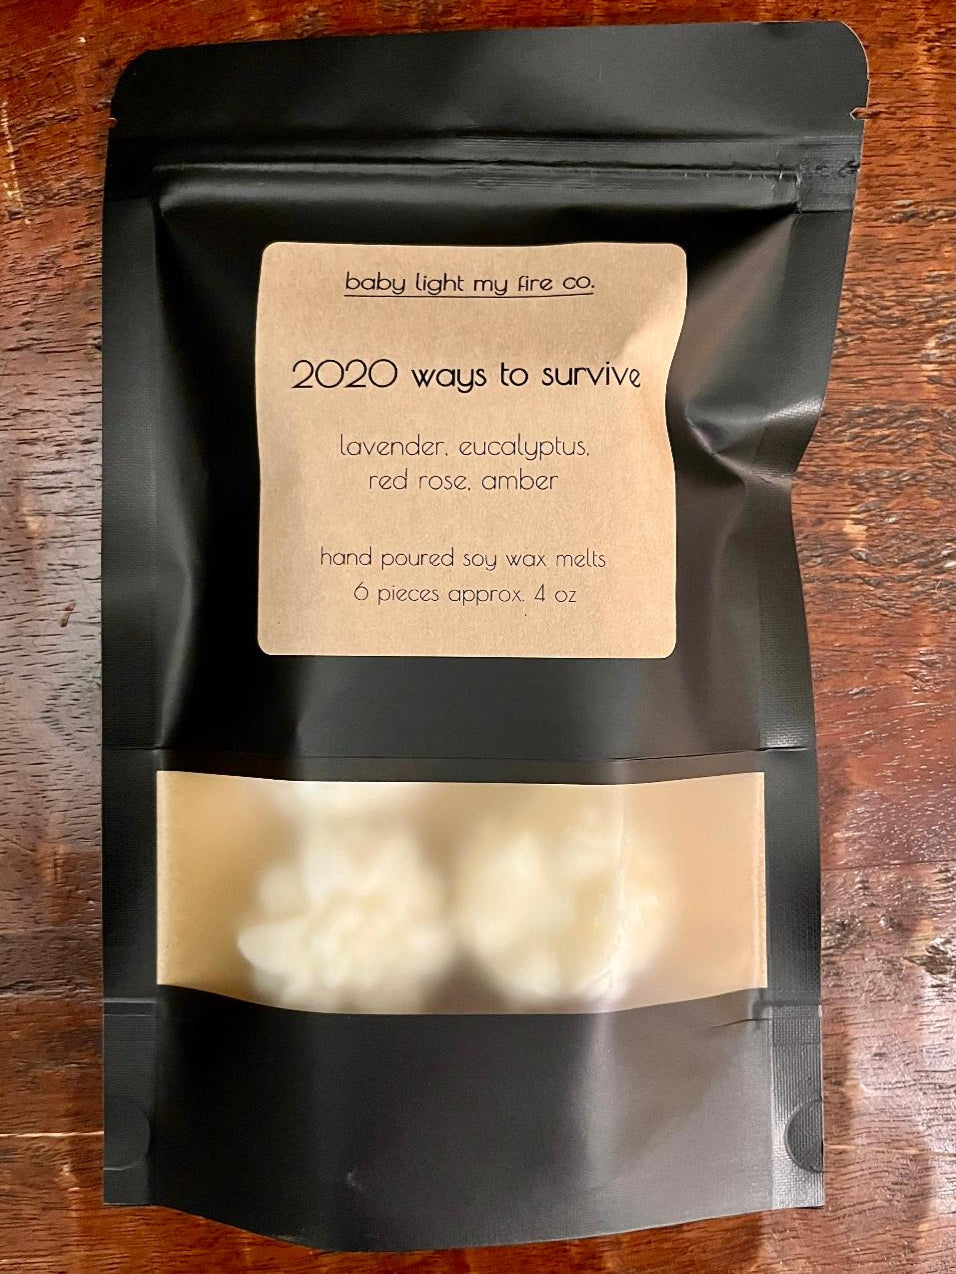 baby light my fire co.
2020 ways to survive
lavender, eucalyptus,
red rose, amber
hand poured soy wax melts
6 pieces approx. 4 oz